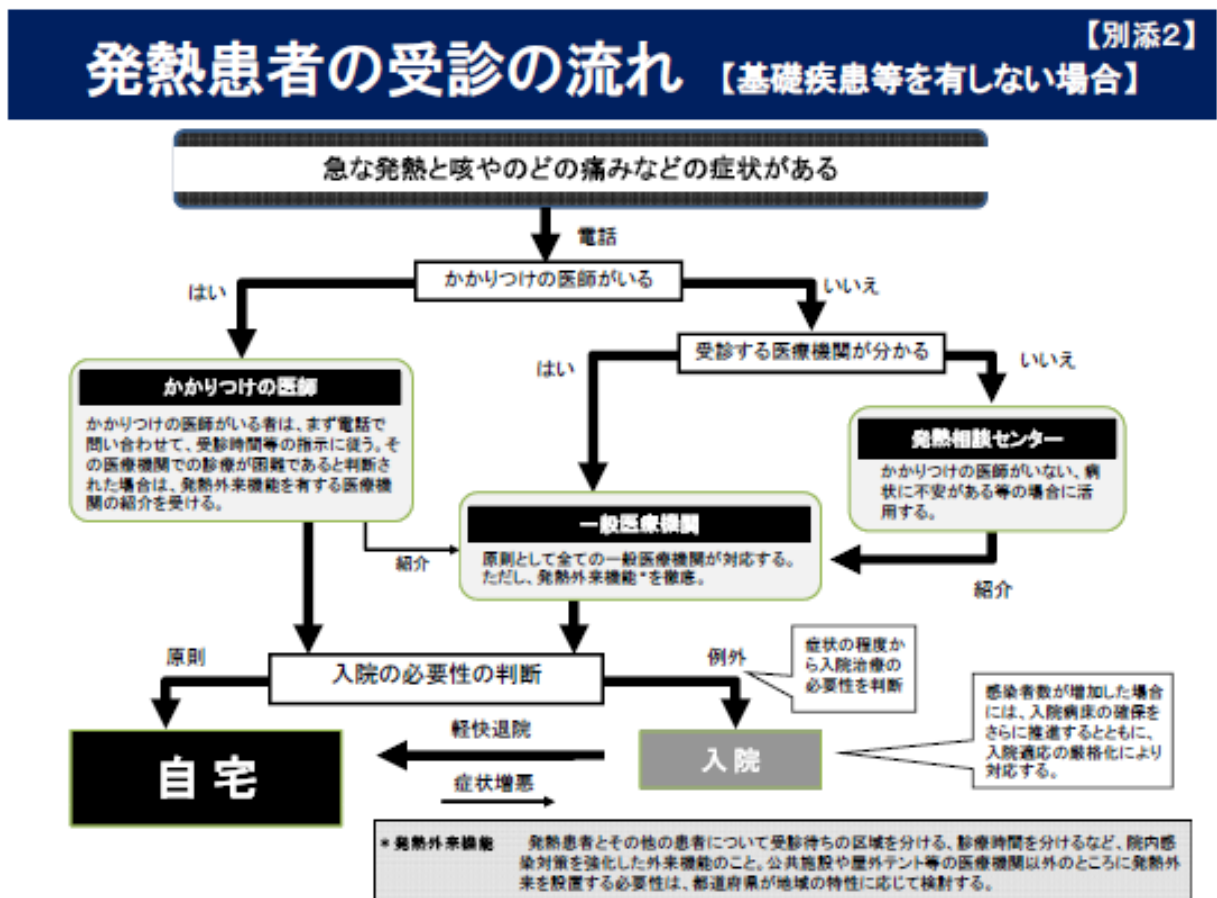 【別添２】
発熱患者の受診の流れ 【基礎疾患等を有しない場合】
急な発熱と咳やのどの痛みなどの症状がある
電話
かかりつけの医師がいる
はい
いいえ
受診する医療機関が分かる
はい
いいえ
かかりつけの医師
かかりつけの医師がいる者は、まず電話で
問い合わせて、受診時間等の指示に従う。そ
の医療機関での診療が困難であると判断さ
れた場合は、発熱外来機能を有する医療機
関の紹介を受ける。
発熱相談センター
かかりつけの医師がいない、病
状に不安がある等の場合に活
用する。
一般医療機関
原則として全ての一般医療機関が対応する。
ただし、発熱外来機能*を徹底。
紹介
紹介
原則
入院の必要性の判断
例外
症状の程度か
ら入院治療の
必要性を判断
感染者数が増加した場合
には、入院病床の確保を
さらに推進するとともに、
入院適応の厳格化により
対応する。
自宅
軽快退院
症状増悪
入院
*発熱外来機能 発熱患者とその他の患者について受診待ちの区域を分ける、診療時間を分けるなど、院内感
染対策を強化した外来機能のこと。公共施設や屋外テント等の医療機関以外のところに発熱外
来を設置する必要性は、都道府県が地域の特性に応じて検討する。